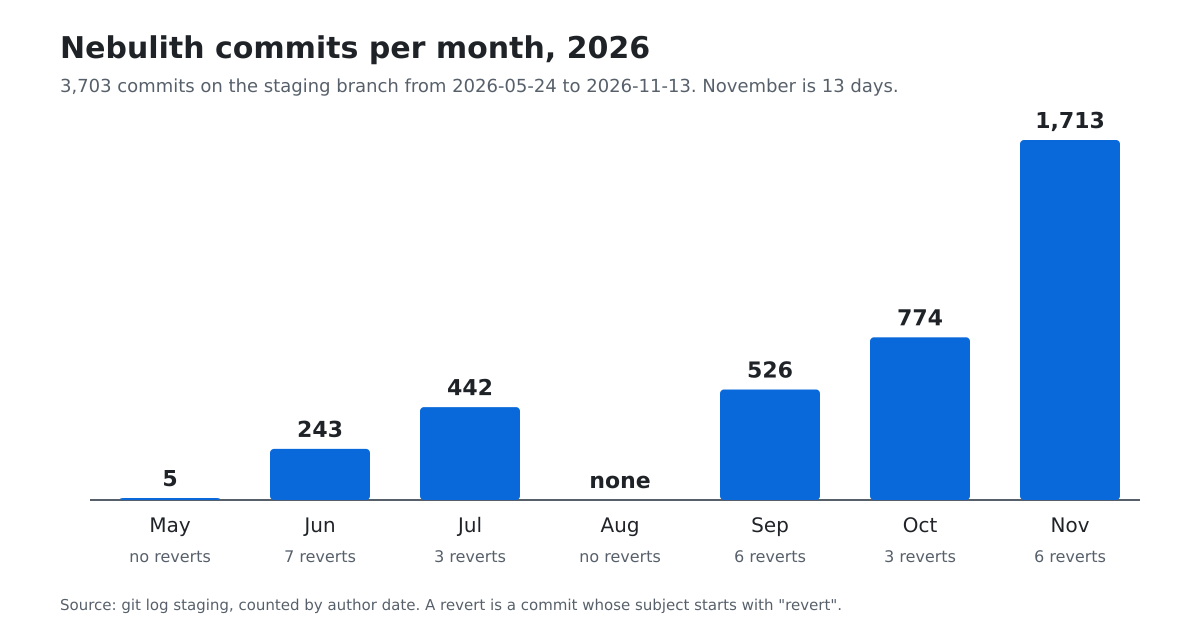 Nebulith commits per month, 2026
3,703 commits on the staging branch from 2026-05-24 to 2026-11-13. November is 13 days.
1,713
774
526
442
243
5
none
May
Jun
Jul
Aug
Sep
Oct
Nov
no reverts
7 reverts
3 reverts
no reverts
6 reverts
3 reverts
6 reverts
Source: git log staging, counted by author date. A revert is a commit whose subject starts with "revert".